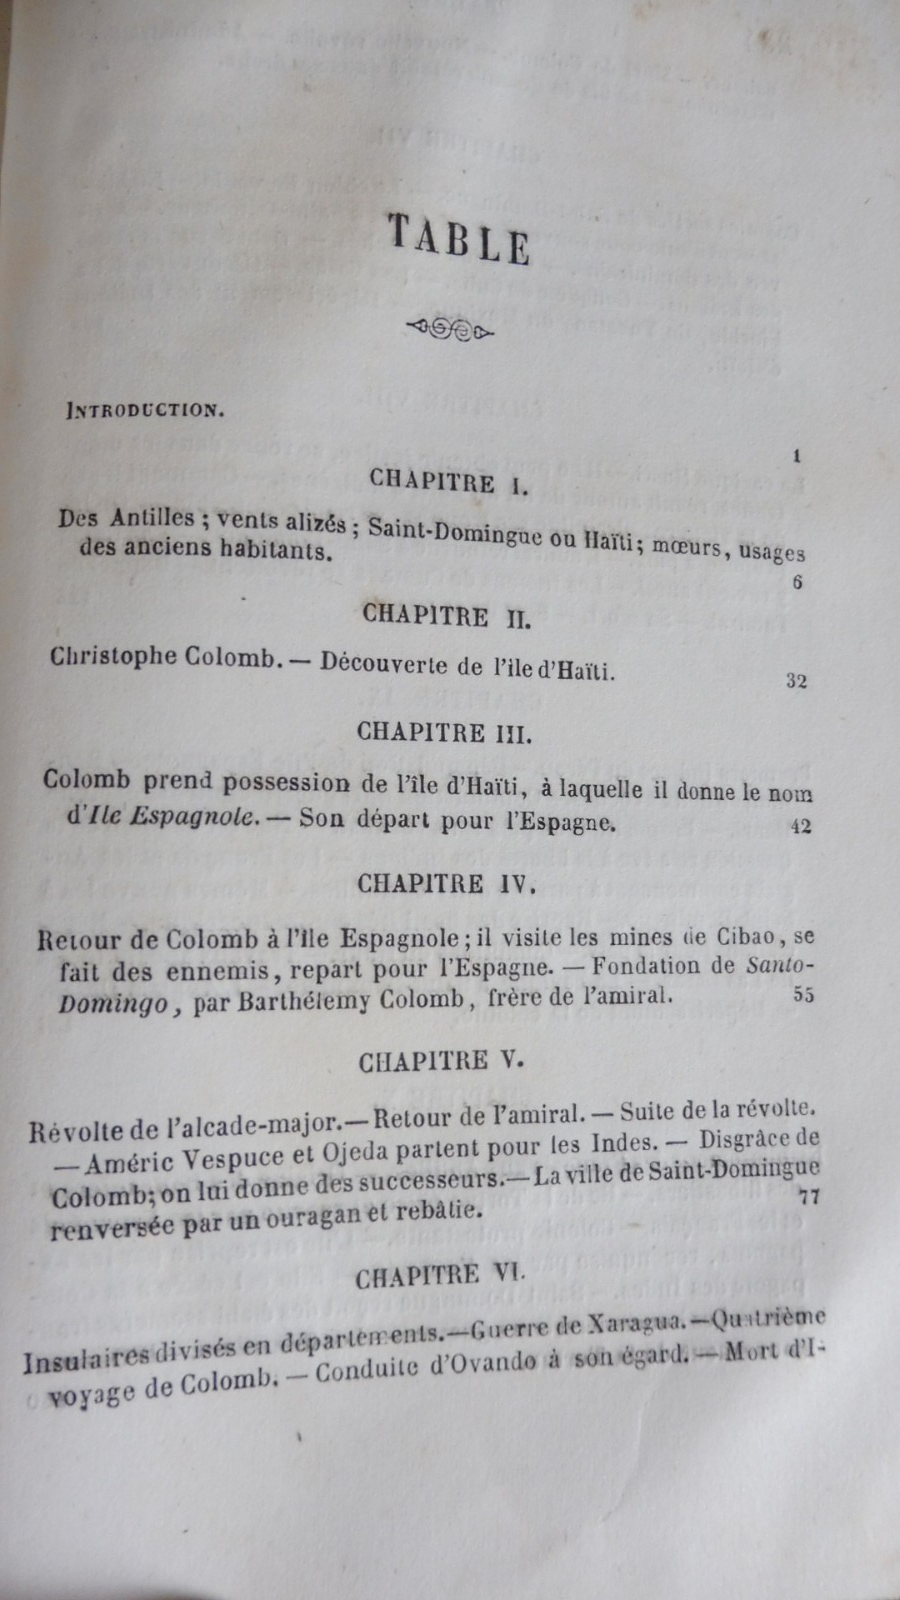 TABLE
INTRODUCTION.
1
CHAPITRE I.
Des Antilles ; vents alizés ; Saint-Domingue ou Haïti ; mœurs, usages
des anciens habitants.
6
CHAPITRE II.
Christophe Colomb. — Découverte de l'île d'Haïti.
32
CHAPITRE III.
Colomb prend possession de l'île d'Haïti, à laquelle il donne le nom
d'Ile Espagnole. — Son départ pour l'Espagne. 42
CHAPITRE IV.
Retour de Colomb à l'île Espagnole ; il visite les mines de Cibao, se
fait des ennemis, repart pour l'Espagne. — Fondation de Santo-
Domingo, par Barthélemy Colomb, frère de l'amiral. 55
CHAPITRE V.
Révolte de l'alcade-major. — Retour de l'amiral. — Suite de la révolte.
— Améric Vespuce et Ojeda partent pour les Indes. — Disgrâce de
Colomb; on lui donne des successeurs. — La ville de Saint-Domingue
renversée par un ouragan et rebâtie. 77
CHAPITRE VI.
Insulaires divisés en départements. — Guerre de Xaragua. — Quatrième
voyage de Colomb. — Conduite d'Ovando à son égard. — Mort d'I-